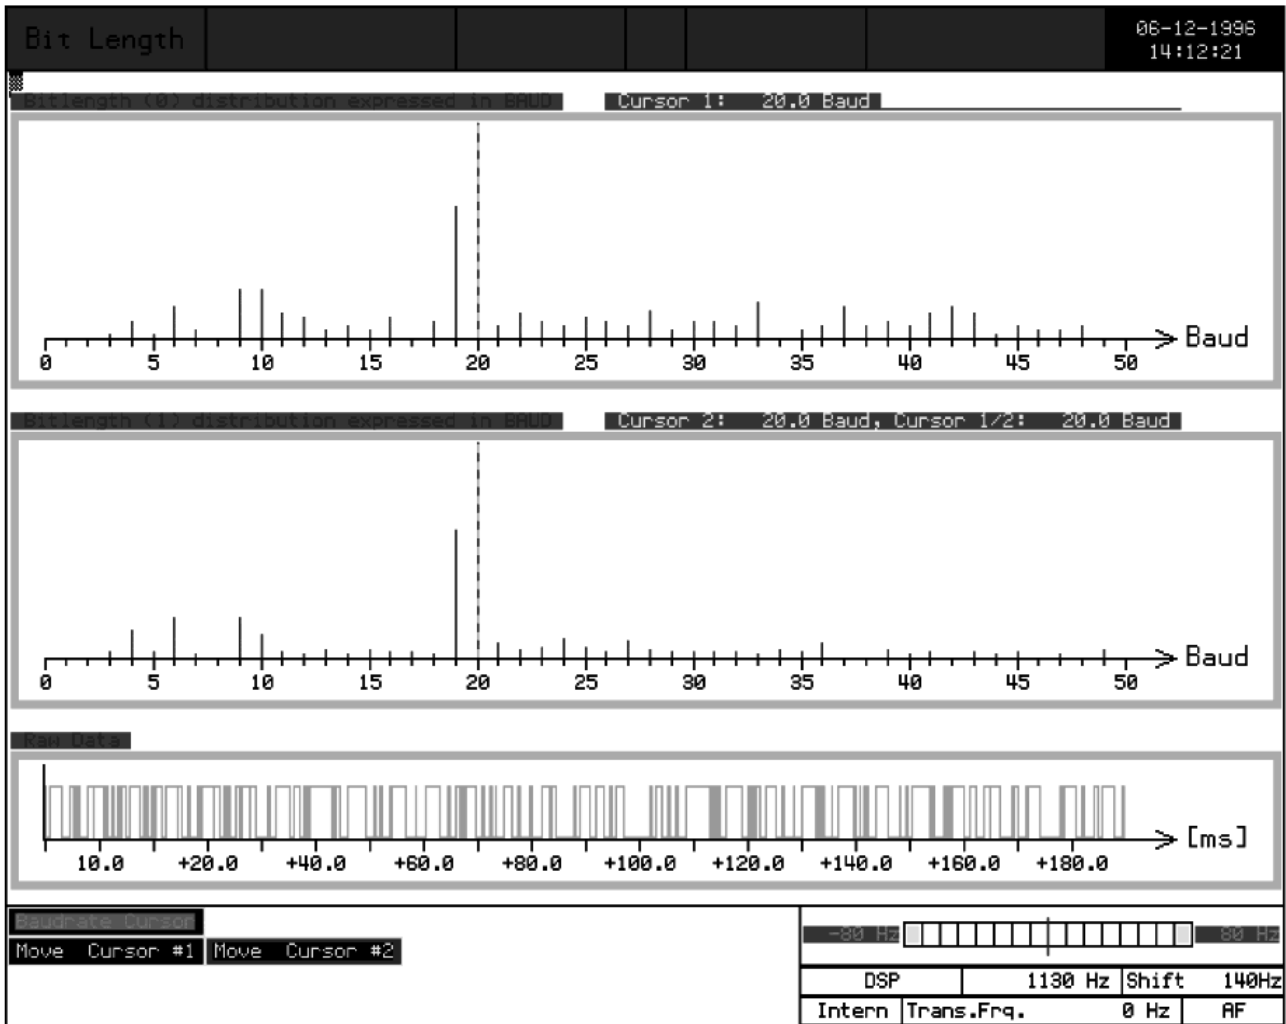 Bit Length
06-12-1996
14:12:21
Bitlength (0) distribution expressed in BAUD
Cursor 1: 20.0 Baud
Baud
0 5 10 15 20 25 30 35 40 45 50
Bitlength (1) distribution expressed in BAUD
Cursor 2: 20.0 Baud, Cursor 1/2: 20.0 Baud
Baud
0 5 10 15 20 25 30 35 40 45 50
Raw Data
[ms]
10.0 +20.0 +40.0 +60.0 +80.0 +100.0 +120.0 +140.0 +160.0 +180.0
Baudrate Cursor
Move Cursor #1 Move Cursor #2
-80 Hz 80 Hz
DSP 1130 Hz Shift 140Hz
Intern Trans.Frq. 0 Hz AF